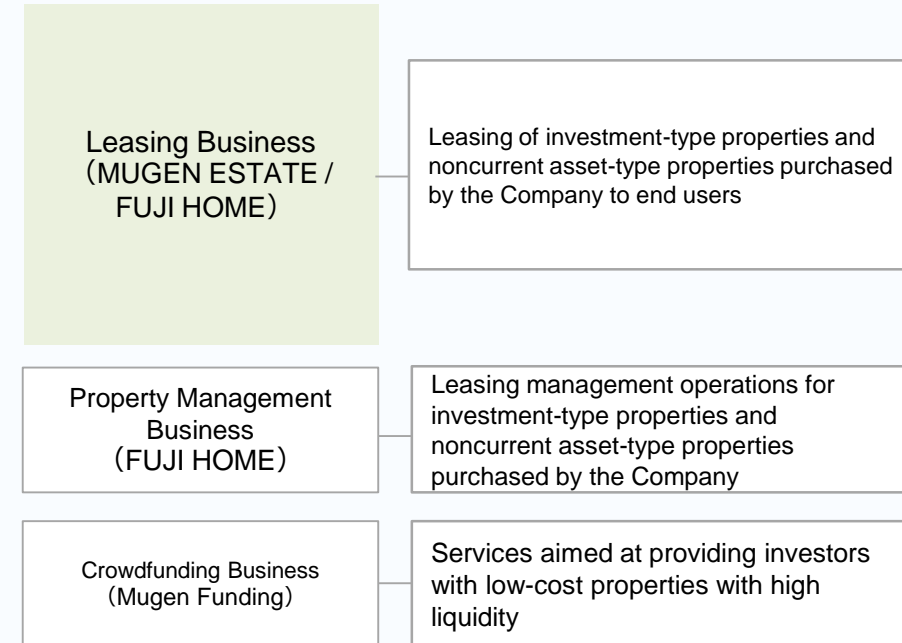 Leasing Business
（MUGEN ESTATE /
FUJI HOME）
Leasing of investment-type properties and
noncurrent asset-type properties purchased
by the Company to end users
Property Management
Business
（FUJI HOME）
Leasing management operations for
investment-type properties and
noncurrent asset-type properties
purchased by the Company
Crowdfunding Business
（Mugen Funding）
Services aimed at providing investors
with low-cost properties with high
liquidity